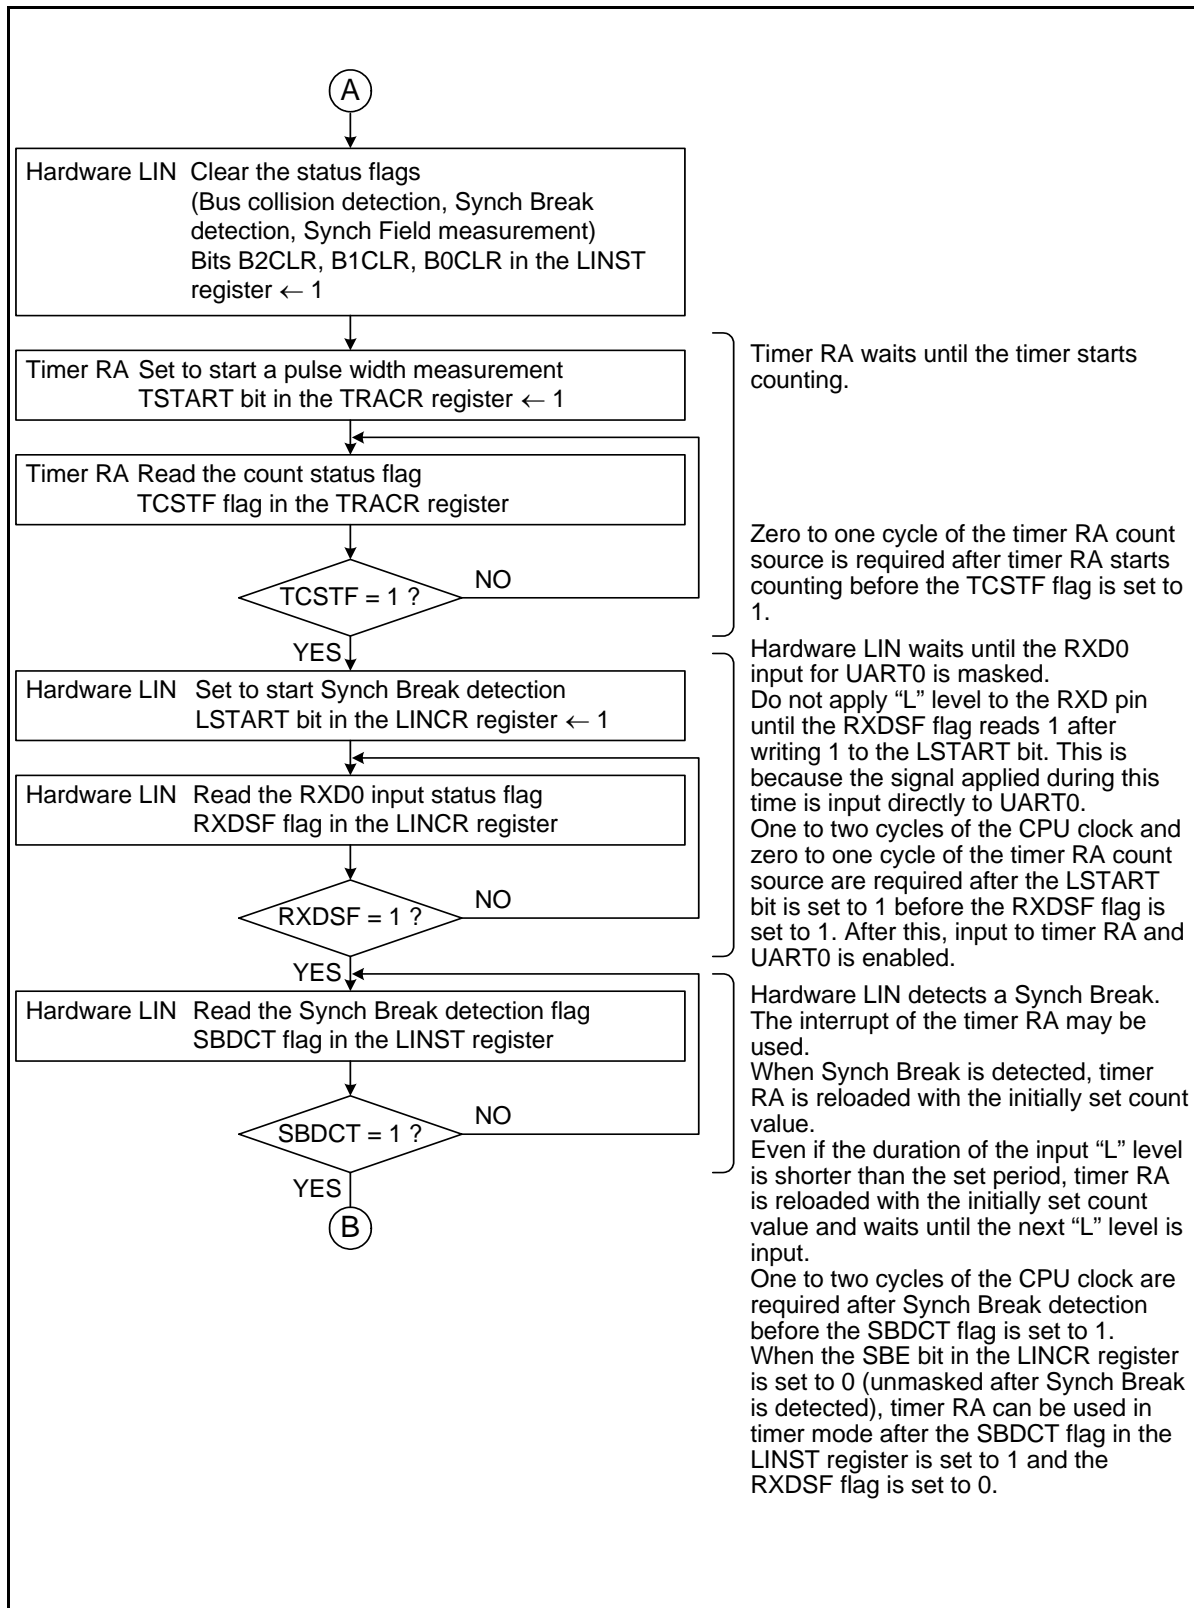 A
Hardware LIN Clear the status flags
(Bus collision detection, Synch Break
detection, Synch Field measurement)
Bits B2CLR, B1CLR, B0CLR in the LINST
register ← 1
Timer RA Set to start a pulse width measurement
TSTART bit in the TRACR register ← 1
Timer RA waits until the timer starts
counting.
Timer RA Read the count status flag
TCSTF flag in the TRACR register
TCSTF = 1 ?
NO
YES
Zero to one cycle of the timer RA count
source is required after timer RA starts
counting before the TCSTF flag is set to
1.
Hardware LIN Set to start Synch Break detection
LSTART bit in the LINCR register ← 1
Hardware LIN Read the RXD0 input status flag
RXDSF flag in the LINCR register
RXDSF = 1 ?
NO
YES
Hardware LIN waits until the RXD0
input for UART0 is masked.
Do not apply “L” level to the RXD pin
until the RXDSF flag reads 1 after
writing 1 to the LSTART bit. This is
because the signal applied during this
time is input directly to UART0.
One to two cycles of the CPU clock and
zero to one cycle of the timer RA count
source are required after the LSTART
bit is set to 1 before the RXDSF flag is
set to 1. After this, input to timer RA and
UART0 is enabled.
Hardware LIN Read the Synch Break detection flag
SBDCT flag in the LINST register
SBDCT = 1 ?
NO
YES
B
Hardware LIN detects a Synch Break.
The interrupt of the timer RA may be
used.
When Synch Break is detected, timer
RA is reloaded with the initially set count
value.
Even if the duration of the input “L” level
is shorter than the set period, timer RA
is reloaded with the initially set count
value and waits until the next “L” level is
input.
One to two cycles of the CPU clock are
required after Synch Break detection
before the SBDCT flag is set to 1.
When the SBE bit in the LINCR register
is set to 0 (unmasked after Synch Break
is detected), timer RA can be used in
timer mode after the SBDCT flag in the
LINST register is set to 1 and the
RXDSF flag is set to 0.